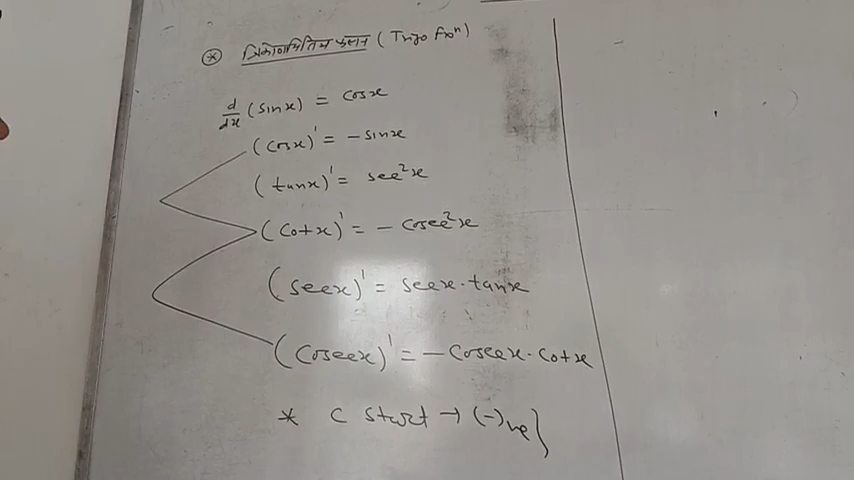 * त्रिकोणमितिय फलन (Trigo Fxⁿ)
d/dx (sinx) = cosx
(cosx)' = -sinx
(tanx)' = sec²x
(cotx)' = - cosec²x
(secx)' = secx·tanx
(cosecx)' = -cosecx·cotx
* C start → (-)ve}